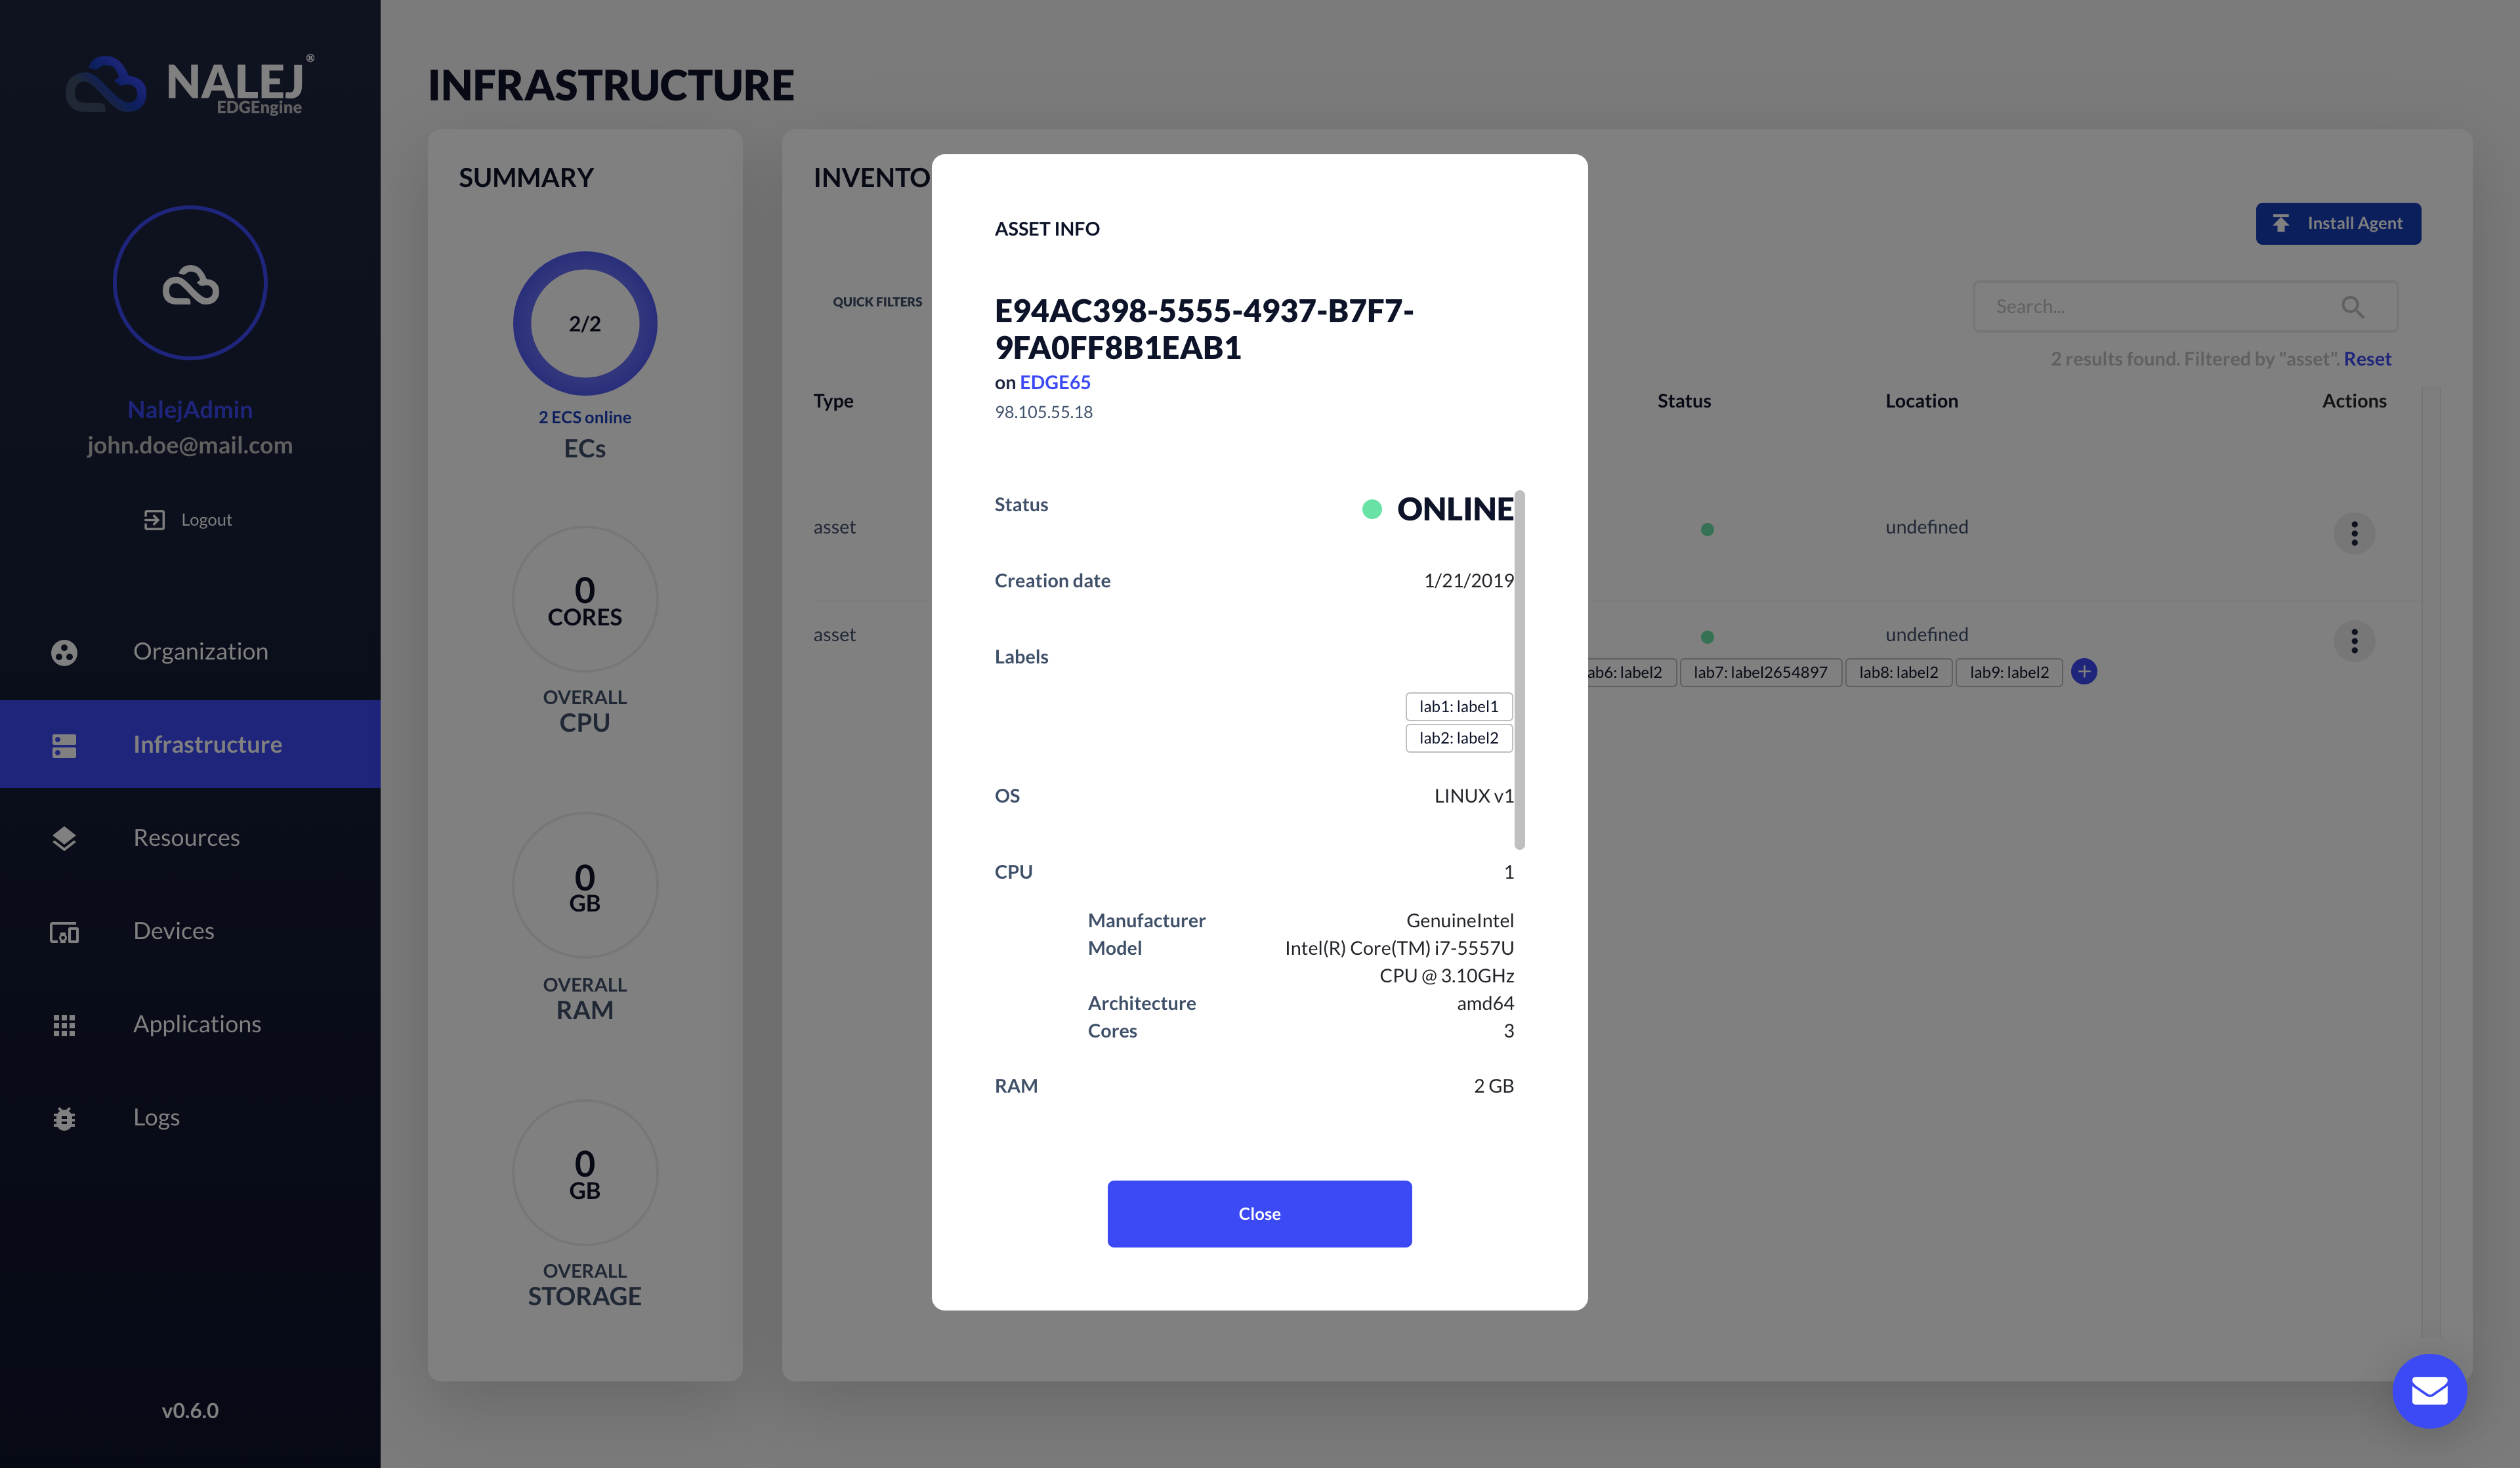 NALEJ®
EDGEngine
NalejAdmin
john.doe@mail.com
Logout
Organization
Infrastructure
Resources
Devices
Applications
Logs
v0.6.0
INFRASTRUCTURE
SUMMARY
2/2
2 ECS online
ECs
0
CORES
OVERALL
CPU
0
GB
OVERALL
RAM
0
GB
OVERALL
STORAGE
INVENTO
Install Agent
QUICK FILTERS
Search...
2 results found. Filtered by "asset". Reset
Type Status Location Actions
asset undefined
asset undefined
ab6: label2 lab7: label2654897 lab8: label2 lab9: label2 +
ASSET INFO
E94AC398-5555-4937-B7F7-
9FA0FF8B1EAB1
on EDGE65
98.105.55.18
Status ONLINE
Creation date 1/21/2019
Labels
lab1: label1
lab2: label2
OS LINUX v1
CPU 1
Manufacturer GenuineIntel
Model Intel(R) Core(TM) i7-5557U
CPU @ 3.10GHz
Architecture amd64
Cores 3
RAM 2 GB
Close